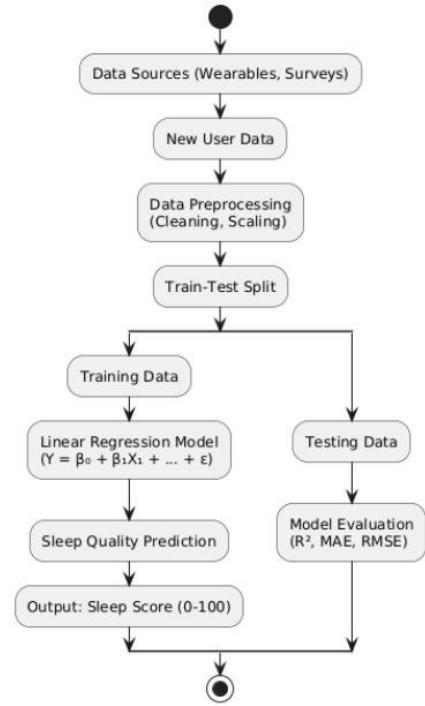 Data Sources (Wearables, Surveys)
New User Data
Data Preprocessing
(Cleaning, Scaling)
Train-Test Split
Training Data
Linear Regression Model
(Y = β₀ + β₁X₁ + ... + ε)
Sleep Quality Prediction
Output: Sleep Score (0-100)
Testing Data
Model Evaluation
(R², MAE, RMSE)